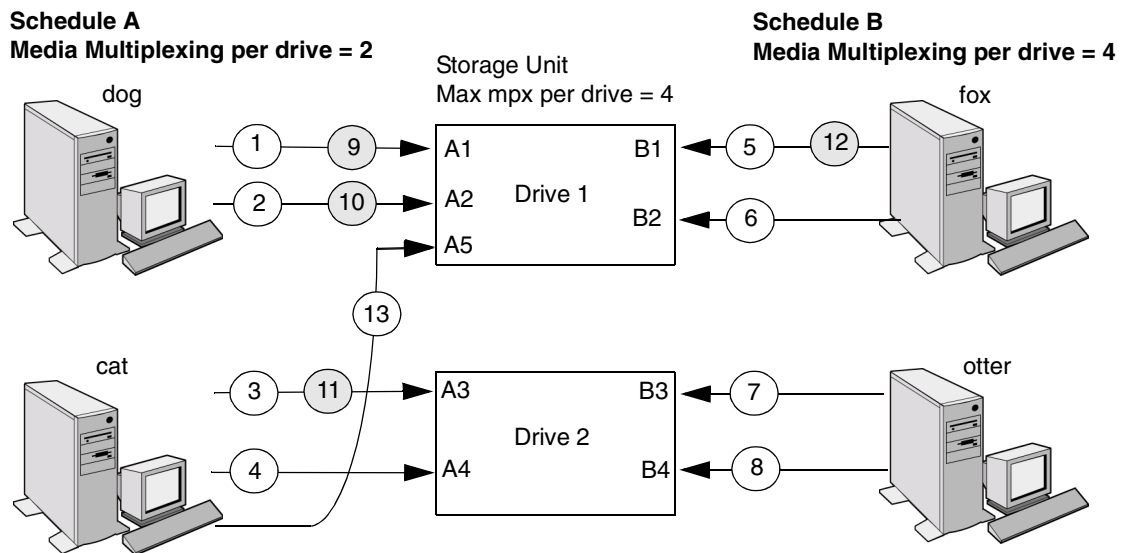 Schedule A
Media Multiplexing per drive = 2
Schedule B
Media Multiplexing per drive = 4
Storage Unit
Max mpx per drive = 4
dog
fox
1
9
A1
B1
5
12
2
10
A2
Drive 1
B2
6
A5
13
cat
otter
3
11
A3
B3
7
Drive 2
4
A4
B4
8